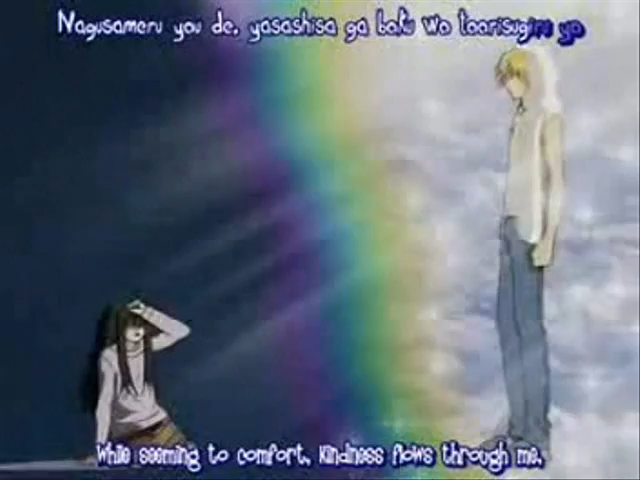 Nagusameru you de, yasashisa ga boku wo toorisugiru yo
While seeming to comfort, kindness flows through me.